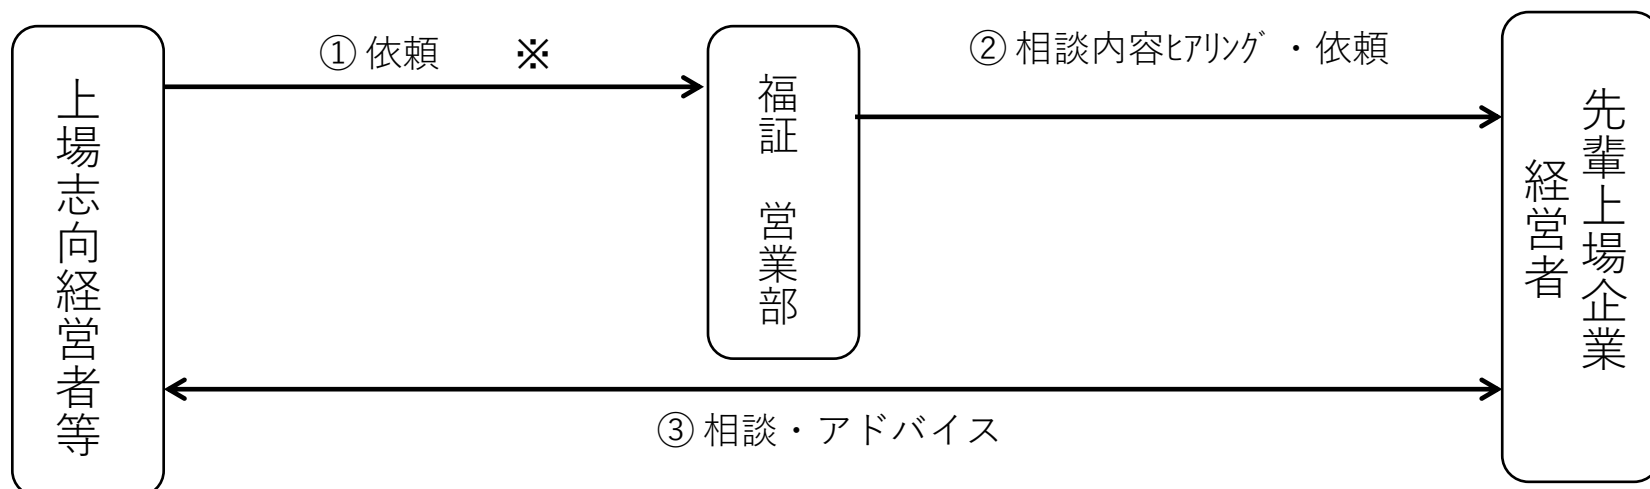 上場志向経営者等
① 依頼 ※
福証 営業部
② 相談内容ﾋｱﾘﾝｸﾞ・依頼
先輩上場企業
経営者
③ 相談・アドバイス